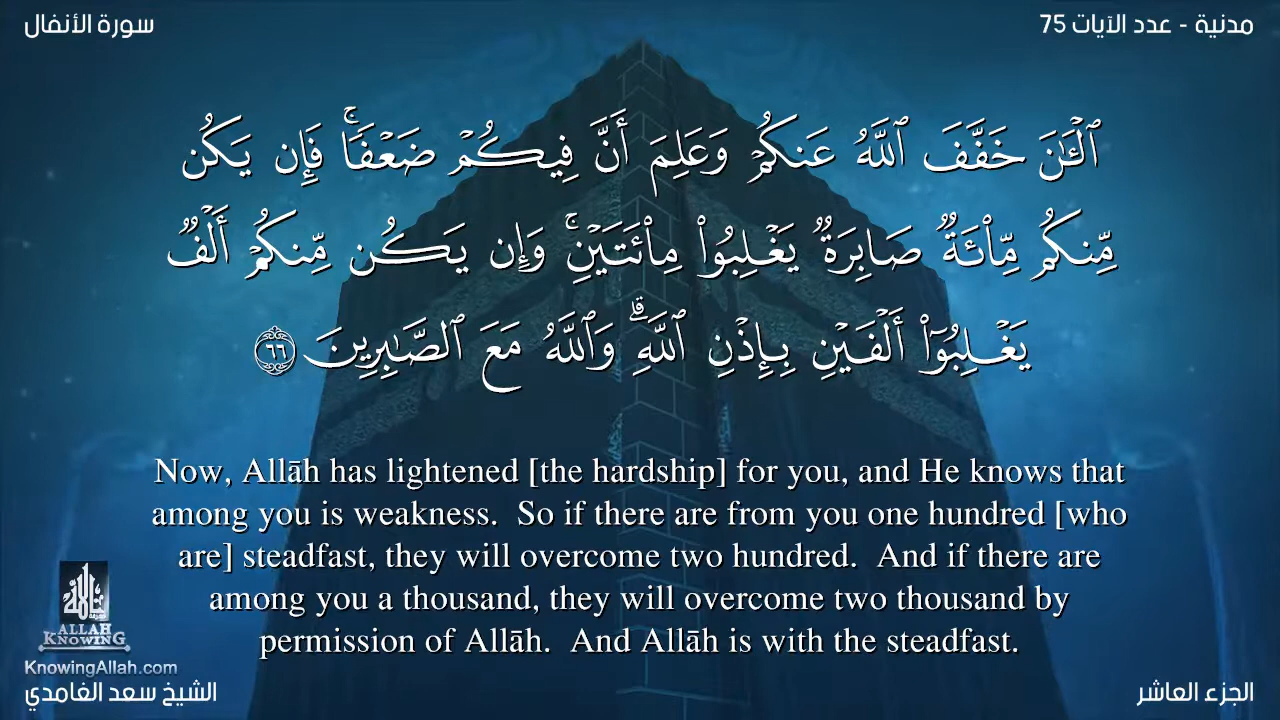 مدنية - عدد الآيات 75
سورة الأنفال
ٱلْـَٰٔنَ خَفَّفَ ٱللَّهُ عَنكُمْ وَعَلِمَ أَنَّ فِيكُمْ ضَعْفًا ۚ فَإِن يَكُن
مِّنكُم مِّا۟ئَةٌ صَابِرَةٌ يَغْلِبُوا۟ مِا۟ئَتَيْنِ ۚ وَإِن يَكُن مِّنكُمْ أَلْفٌ
يَغْلِبُوٓا۟ أَلْفَيْنِ بِإِذْنِ ٱللَّهِ ۗ وَٱللَّهُ مَعَ ٱلصَّـٰبِرِينَ ٦٦
Now, Allāh has lightened [the hardship] for you, and He knows that
among you is weakness.  So if there are from you one hundred [who
are] steadfast, they will overcome two hundred.  And if there are
among you a thousand, they will overcome two thousand by
permission of Allāh.  And Allāh is with the steadfast.
ALLAH
KNOWING
KnowingAllah.com
الجزء العاشر
الشيخ سعد الغامدي